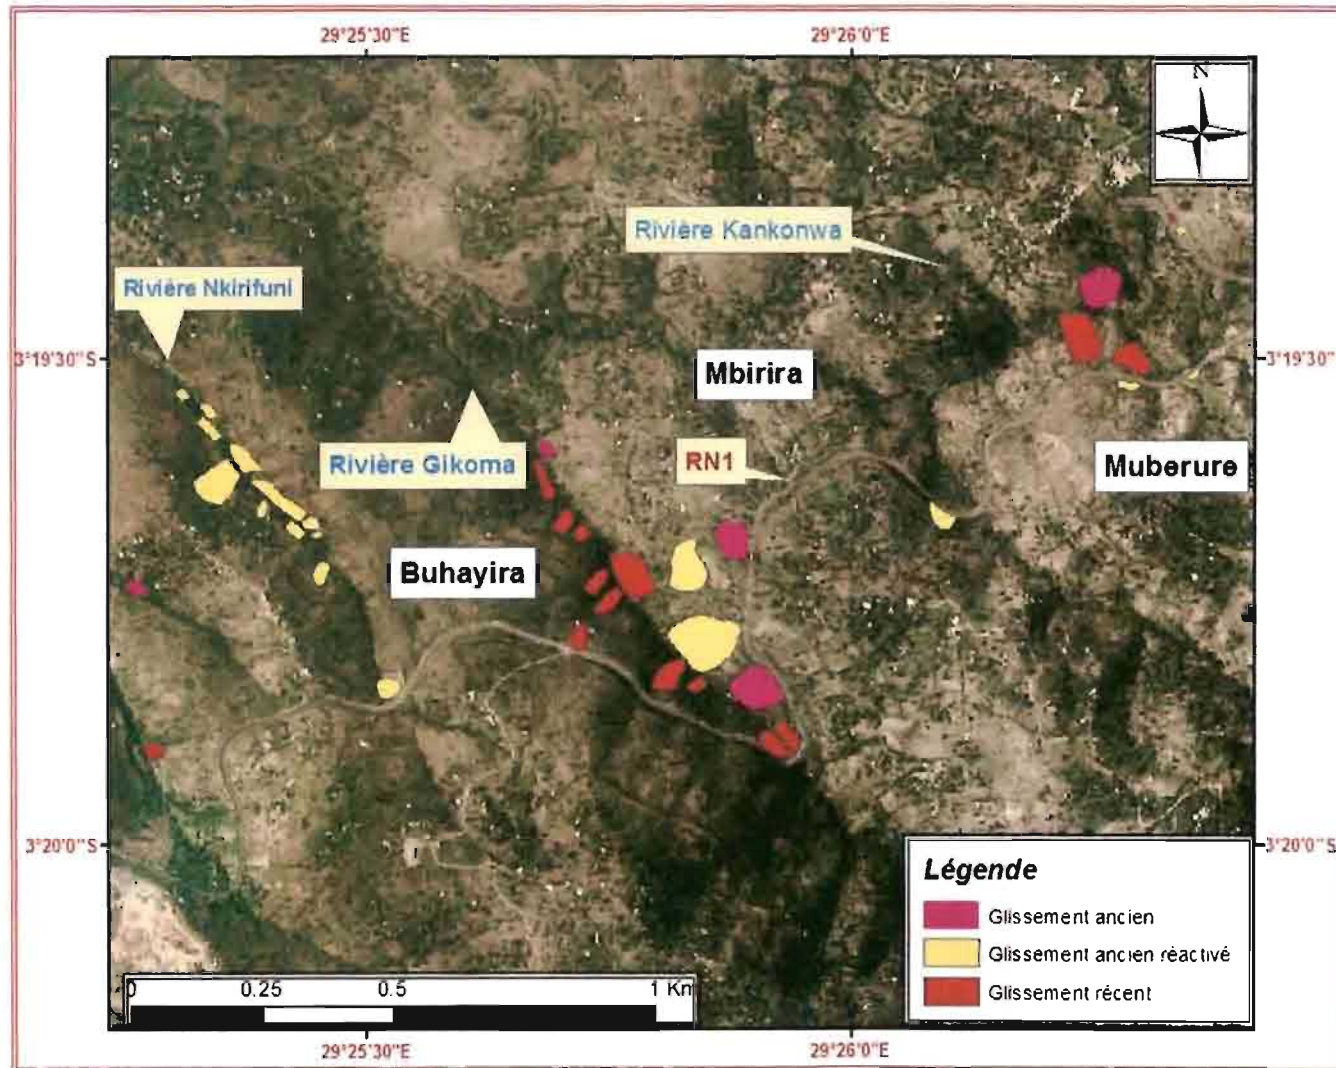 29°25'30"E
29°26'0"E
N
Rivière Kankonwa
Rivière Nkirifuni
3°19'30"S
3°19'30"
Mbirira
Rivière Gikoma
RN1
Muberure
Buhayira
3°20'0"S
3°20'0"S
Légende
Glissement ancien
Glissement ancien réactivé
Glissement récent
0 0.25 0.5 1 Km
29°25'30"E
29°26'0"E